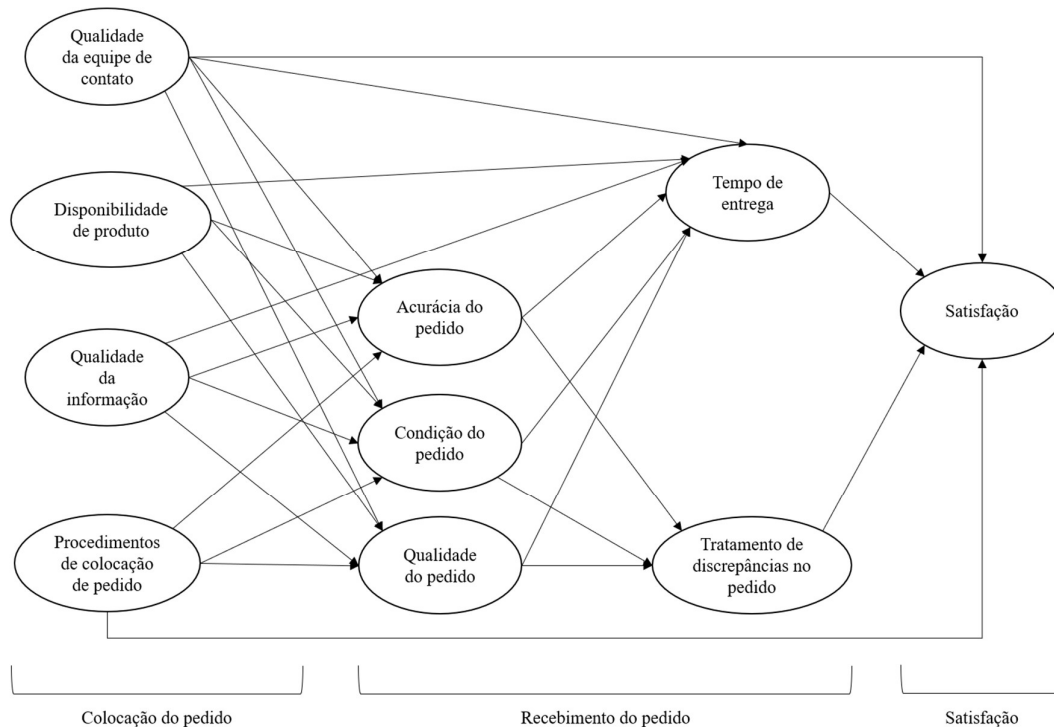 Qualidade
da equipe de
contato
Disponibilidade
de produto
Tempo de
entrega
Acurácia do
pedido
Satisfação
Qualidade
da
informação
Condição do
pedido
Procedimentos
de colocação
de pedido
Qualidade
do pedido
Tratamento de
discrepâncias no
pedido
Colocação do pedido
Recebimento do pedido
Satisfação